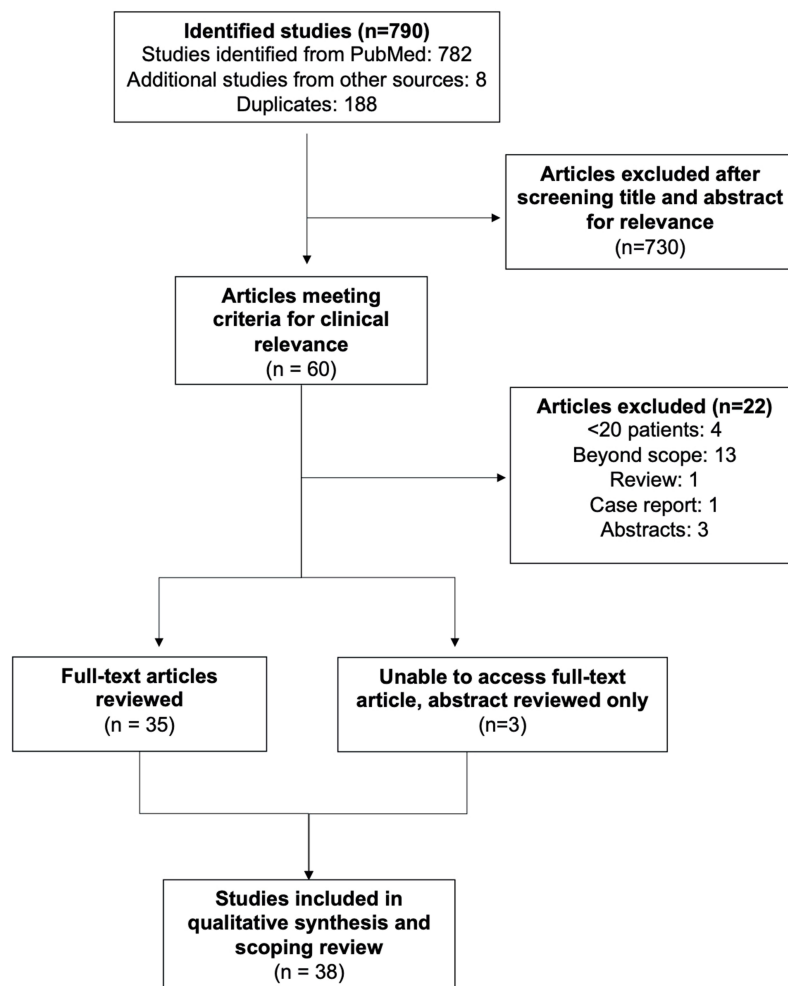 Identified studies (n=790)
Studies identified from PubMed: 782
Additional studies from other sources: 8
Duplicates: 188
Articles excluded after
screening title and abstract
for relevance
(n=730)
Articles meeting
criteria for clinical
relevance
(n = 60)
Articles excluded (n=22)
<20 patients: 4
Beyond scope: 13
Review: 1
Case report: 1
Abstracts: 3
Full-text articles
reviewed
(n = 35)
Unable to access full-text
article, abstract reviewed only
(n=3)
Studies included in
qualitative synthesis and
scoping review
(n = 38)